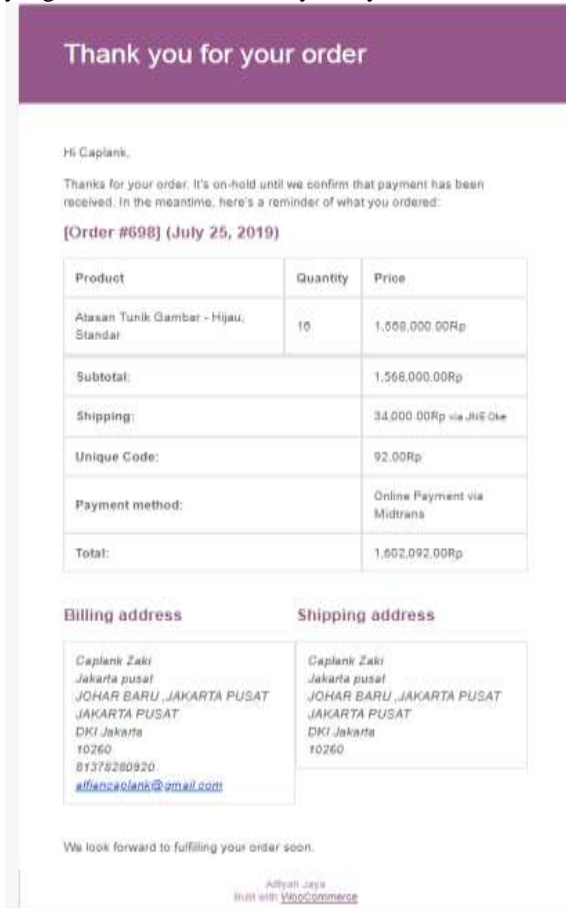 Thank you for your order
Hi Caplank,
Thanks for your order. It's on-hold until we confirm that payment has been
received. In the meantime, here's a reminder of what you ordered:
[Order #698] (July 25, 2019)
Product Quantity Price
Atasan Tunik Gambar - Hijau,
Standar
16 1,568,000.00Rp
Subtotal: 1,568,000.00Rp
Shipping: 34,000.00Rp via JNE Oke
Unique Code: 92.00Rp
Payment method: Online Payment via
Midtrans
Total: 1,602,092.00Rp
Billing address
Caplank Zaki
Jakarta pusat
JOHAR BARU ,JAKARTA PUSAT
JAKARTA PUSAT
DKI Jakarta
10260
81378280920
alfiancaplank@gmail.com
Shipping address
Caplank Zaki
Jakarta pusat
JOHAR BARU ,JAKARTA PUSAT
JAKARTA PUSAT
DKI Jakarta
10260
We look forward to fulfilling your order soon.
Jaya
Built with WooCommerce